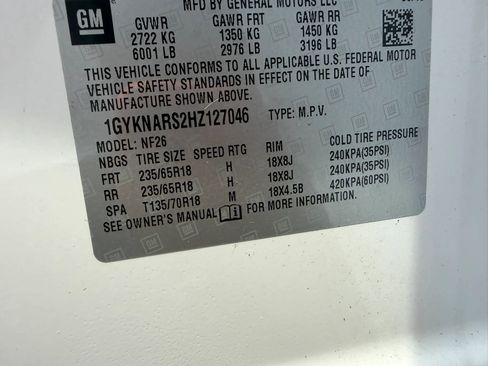 MFD BY GENERAL MOTORS LLC
GM
GVWR GAWR FRT GAWR RR
2722 KG 1350 KG 1450 KG
6001 LB 2976 LB 3196 LB
THIS VEHICLE CONFORMS TO ALL APPLICABLE U.S. FEDERAL MOTOR
VEHICLE SAFETY STANDARDS IN EFFECT ON THE DATE OF
MANUFACTURE SHOWN ABOVE.
1GYKNARS2HZ127046 TYPE: M.P.V.
MODEL: NF26
NBGS TIRE SIZE SPEED RTG RIM COLD TIRE PRESSURE
FRT 235/65R18 H 18X8J 240KPA(35PSI)
RR 235/65R18 H 18X8J 240KPA(35PSI)
SPA T135/70R18 M 18X4.5B 420KPA(60PSI)
SEE OWNER'S MANUAL FOR MORE INFORMATION.